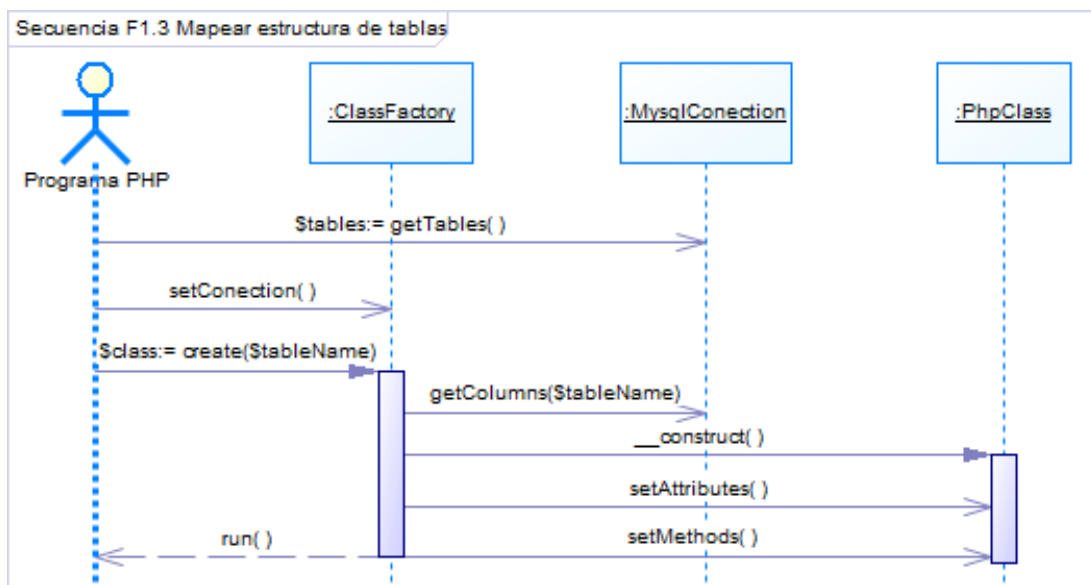 Secuencia F1.3 Mapear estructura de tablas
:ClassFactory
:MysqlConection
:PhpClass
Programa PHP
$tables:= getTables( )
setConection( )
$class:= create($tableName)
getColumns($tableName)
__construct( )
setAttributes( )
run( )
setMethods( )